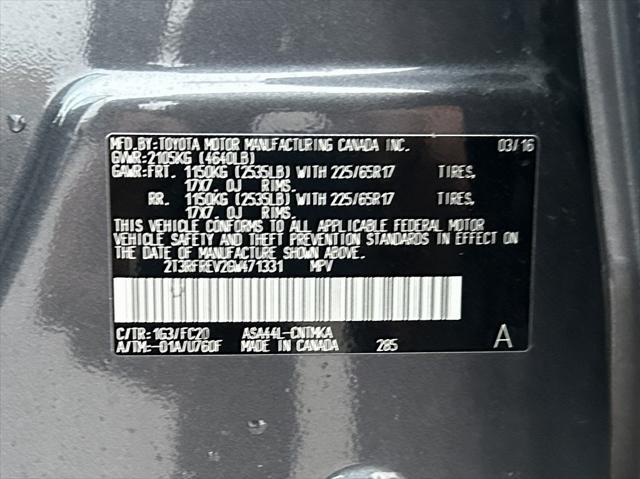 MFD.BY:TOYOTA MOTOR MANUFACTURING CANADA INC. 03/16
GVWR:2105KG (4640LB)
GAWR:FRT. 1150KG (2535LB) WITH 225/65R17 TIRES,
17X7.0J RIMS.
RR. 1150KG (2535LB) WITH 225/65R17 TIRES,
17X7.0J RIMS.
THIS VEHICLE CONFORMS TO ALL APPLICABLE FEDERAL MOTOR
VEHICLE SAFETY AND THEFT PREVENTION STANDARDS IN EFFECT ON
THE DATE OF MANUFACTURE SHOWN ABOVE.
2T3RFREV2GW471331 MPV
C/TR:1G3/FC20 ASA44L-CNTMKA
A/TM:-01A/U760F MADE IN CANADA 285 A